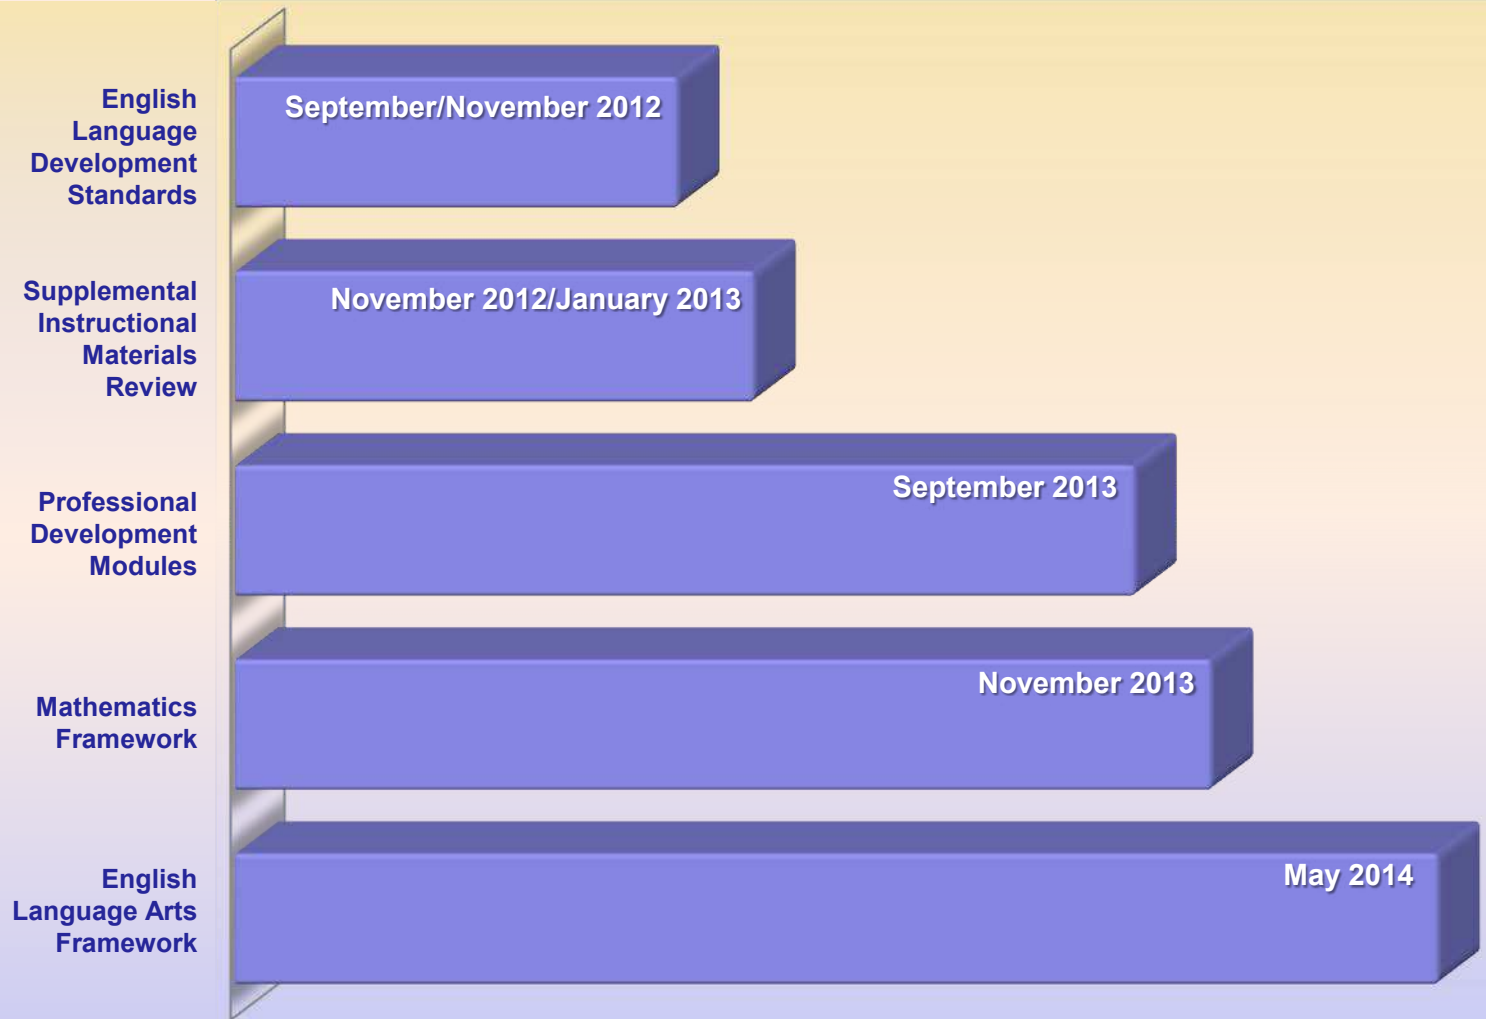 English
Language
Development
Standards
September/November 2012
Supplemental
Instructional
Materials
Review
November 2012/January 2013
Professional
Development
Modules
September 2013
Mathematics
Framework
November 2013
English
Language Arts
Framework
May 2014